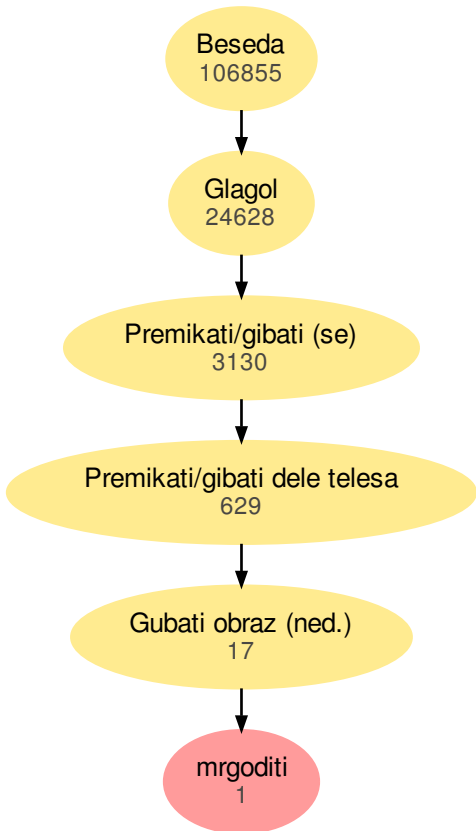 Beseda
106855
Glagol
24628
Premikati/gibati (se)
3130
Premikati/gibati dele telesa
629
Gubati obraz (ned.)
17
mrgoditi
1